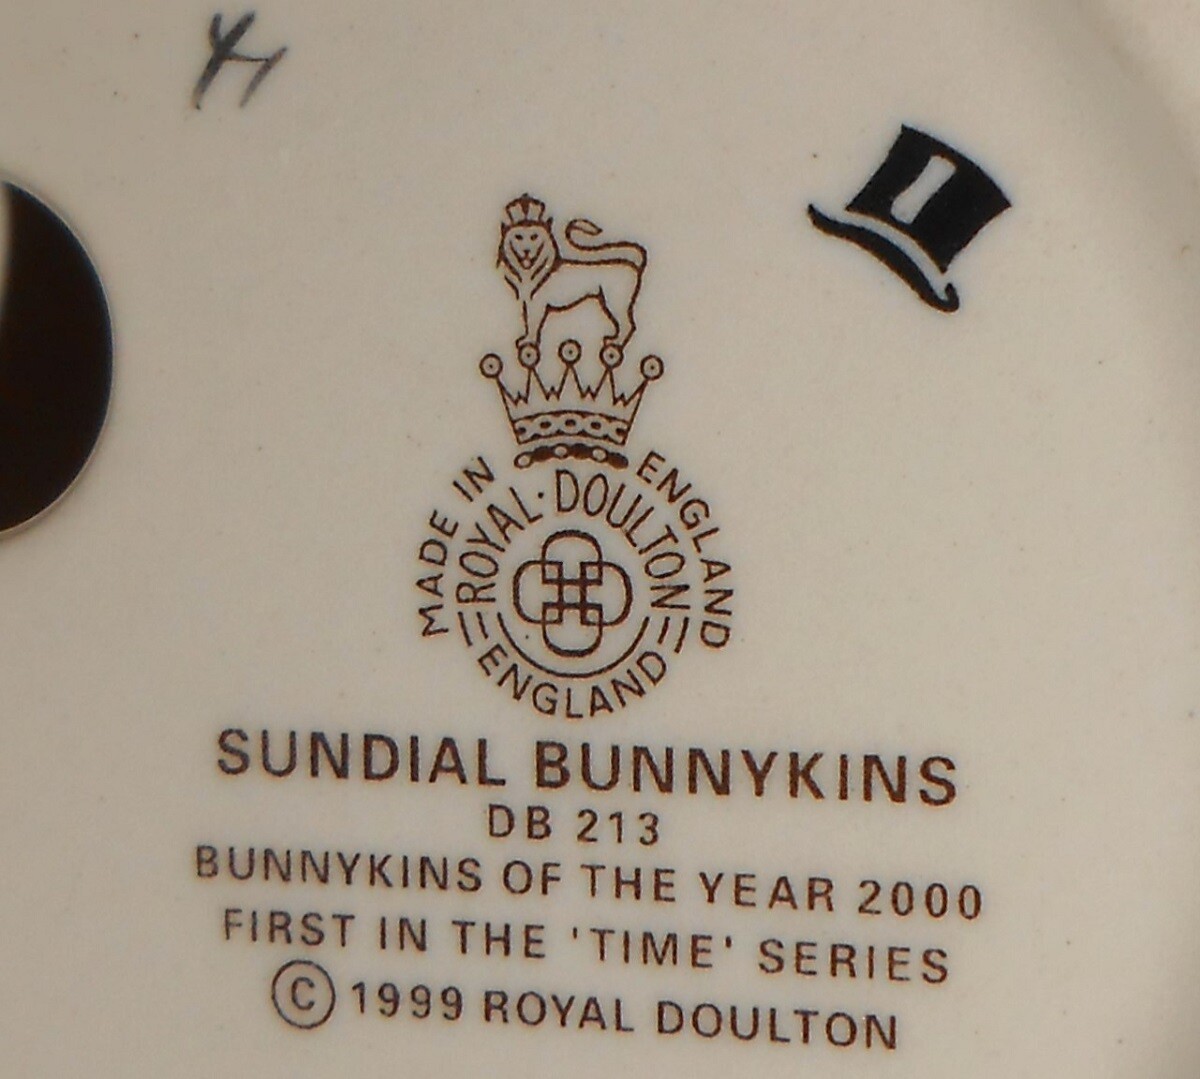 MADE IN ENGLAND
ROYAL·DOULTON
ENGLAND
SUNDIAL BUNNYKINS
DB 213
BUNNYKINS OF THE YEAR 2000
FIRST IN THE 'TIME' SERIES
© 1999 ROYAL DOULTON